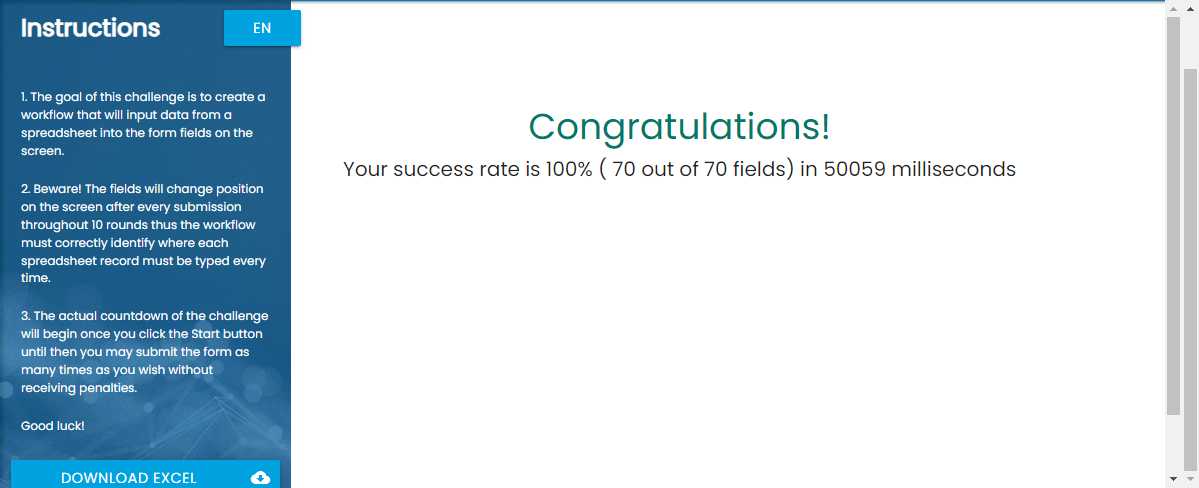 Instructions
EN
1. The goal of this challenge is to create a
workflow that will input data from a
spreadsheet into the form fields on the
screen.
2. Beware! The fields will change position
on the screen after every submission
throughout 10 rounds thus the workflow
must correctly identify where each
spreadsheet record must be typed every
time.
3. The actual countdown of the challenge
will begin once you click the Start button
until then you may submit the form as
many times as you wish without
receiving penalties.
Good luck!
DOWNLOAD EXCEL
Congratulations!
Your success rate is 100% ( 70 out of 70 fields) in 50059 milliseconds